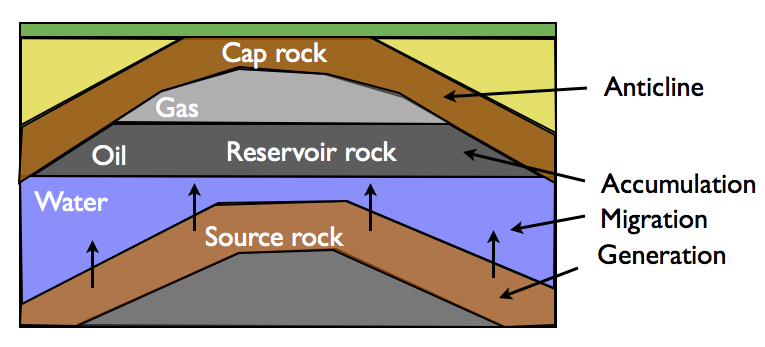 Cap rock
Anticline
Gas
Oil
Reservoir rock
Accumulation
Water
Migration
Source rock
Generation